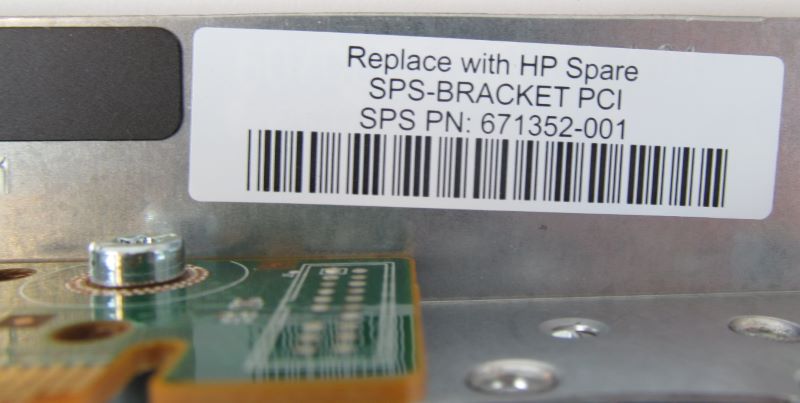 Replace with HP Spare
SPS-BRACKET PCI
SPS PN: 671352-001